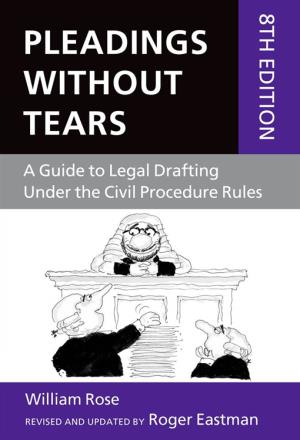 PLEADINGS
WITHOUT
TEARS
8TH EDITION
A Guide to Legal Drafting
Under the Civil Procedure Rules
William Rose
REVISED AND UPDATED BY Roger Eastman